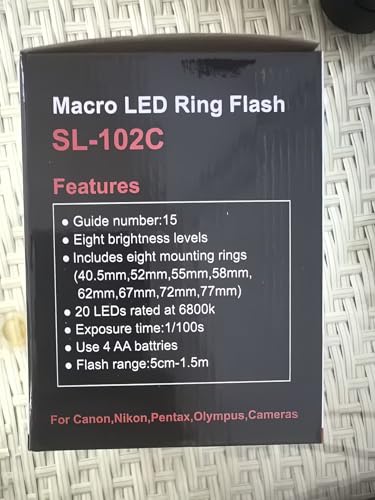 Macro LED Ring Flash
SL-102C
Features
• Guide number:15
• Eight brightness levels
• Includes eight mounting rings
(40.5mm,52mm,55mm,58mm,
62mm,67mm,72mm,77mm)
• 20 LEDs rated at 6800k
• Exposure time:1/100s
• Use 4 AA battries
• Flash range:5cm-1.5m
For Canon,Nikon,Pentax,Olympus,Cameras